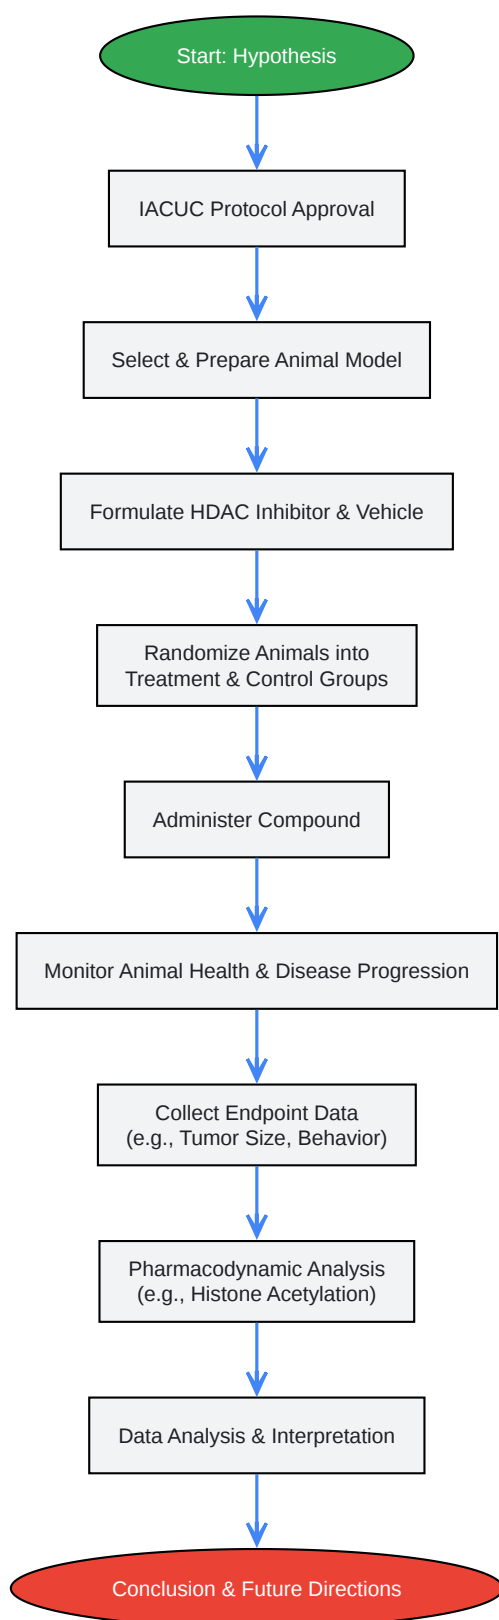 Start: Hypothesis
IACUC Protocol Approval
Select & Prepare Animal Model
Formulate HDAC Inhibitor & Vehicle
Randomize Animals into
Treatment & Control Groups
Administer Compound
Monitor Animal Health & Disease Progression
Collect Endpoint Data
(e.g., Tumor Size, Behavior)
Pharmacodynamic Analysis
(e.g., Histone Acetylation)
Data Analysis & Interpretation
Conclusion & Future Directions